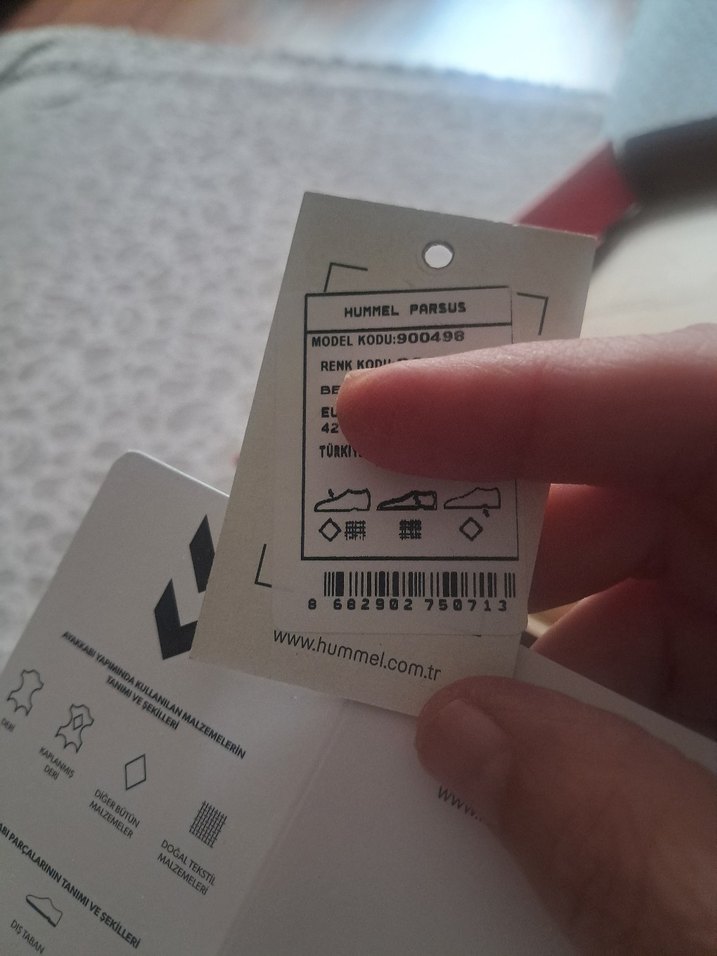 HUMMEL PARSUS
MODEL KODU:900498
RENK KODU
42
8 682902 750713
www.hummel.com.tr
AYAKKABI YAPIMINDA KULLANILAN MALZEMELERİN
TANIMI VE ŞEKİLLERİ
DERİ
KAPLANMIŞ
DERİ
DİĞER BÜTÜN
MALZEMELER
DOĞAL TEKSTİL
MALZEMELERİ
PARÇALARININ TANIMI VE ŞEKİLLERİ
DIŞ TABAN